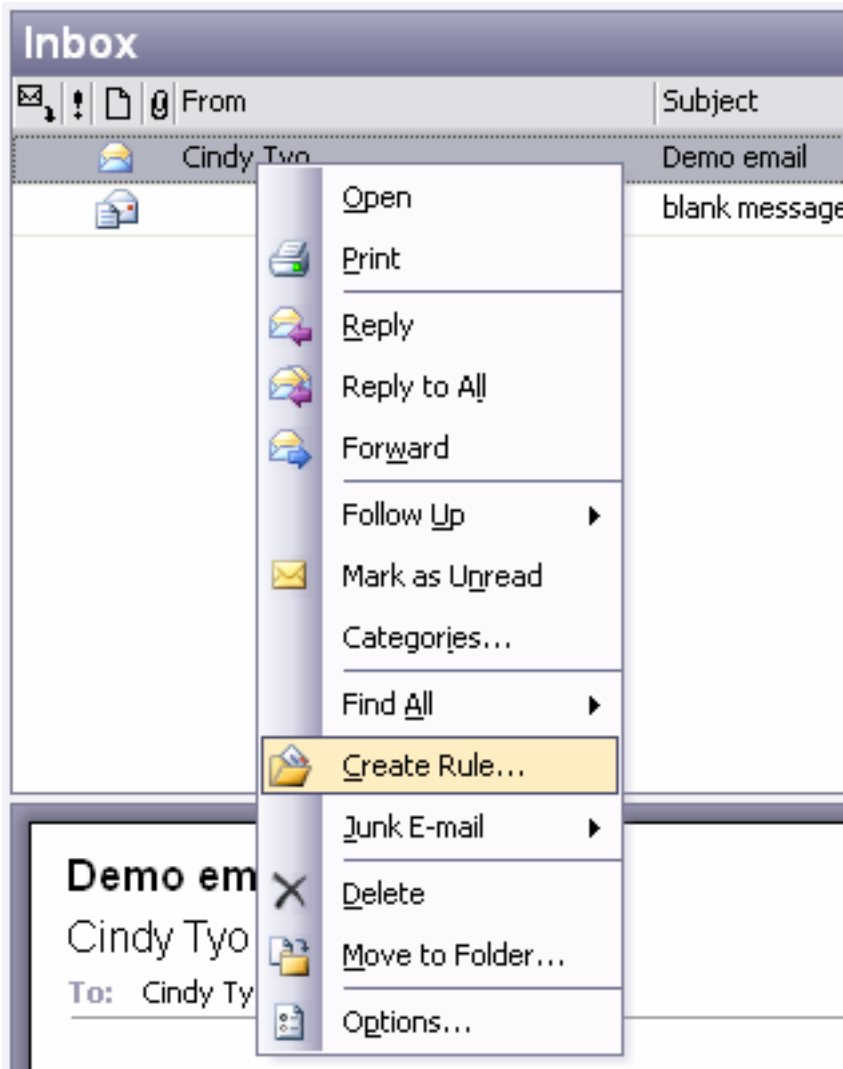 Inbox
! From Subject
Cindy Tyo Demo email
blank message
Open
Print
Reply
Reply to All
Forward
Follow Up
Mark as Unread
Categories...
Find All
Create Rule...
Junk E-mail
Delete
Move to Folder...
Options...
Demo em
Cindy Tyo
To: Cindy Ty